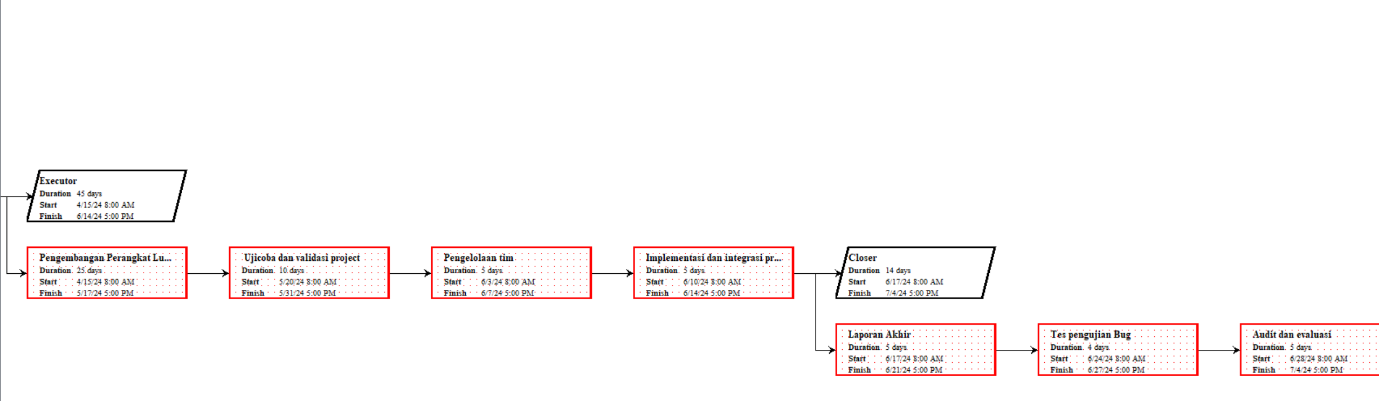 Executor
Duration 45 days
Start 4/15/24 8:00 AM
Finish 6/14/24 5:00 PM
Pengembangan Perangkat Lu...
Duration 25 days
Start 4/15/24 8:00 AM
Finish 5/17/24 5:00 PM
Ujicoba dan validasi project
Duration 10 days
Start 5/20/24 8:00 AM
Finish 5/31/24 5:00 PM
Pengelolaan tim
Duration 5 days
Start 6/3/24 8:00 AM
Finish 6/7/24 5:00 PM
Implementasi dan integrasi pr...
Duration 5 days
Start 6/10/24 8:00 AM
Finish 6/14/24 5:00 PM
Closer
Duration 14 days
Start 6/17/24 8:00 AM
Finish 7/4/24 5:00 PM
Laporan Akhir
Duration 5 days
Start 6/17/24 8:00 AM
Finish 6/21/24 5:00 PM
Tes pengujian Bug
Duration 4 days
Start 6/24/24 8:00 AM
Finish 6/27/24 5:00 PM
Audit dan evaluasi
Duration 5 days
Start 6/28/24 8:00 AM
Finish 7/4/24 5:00 PM